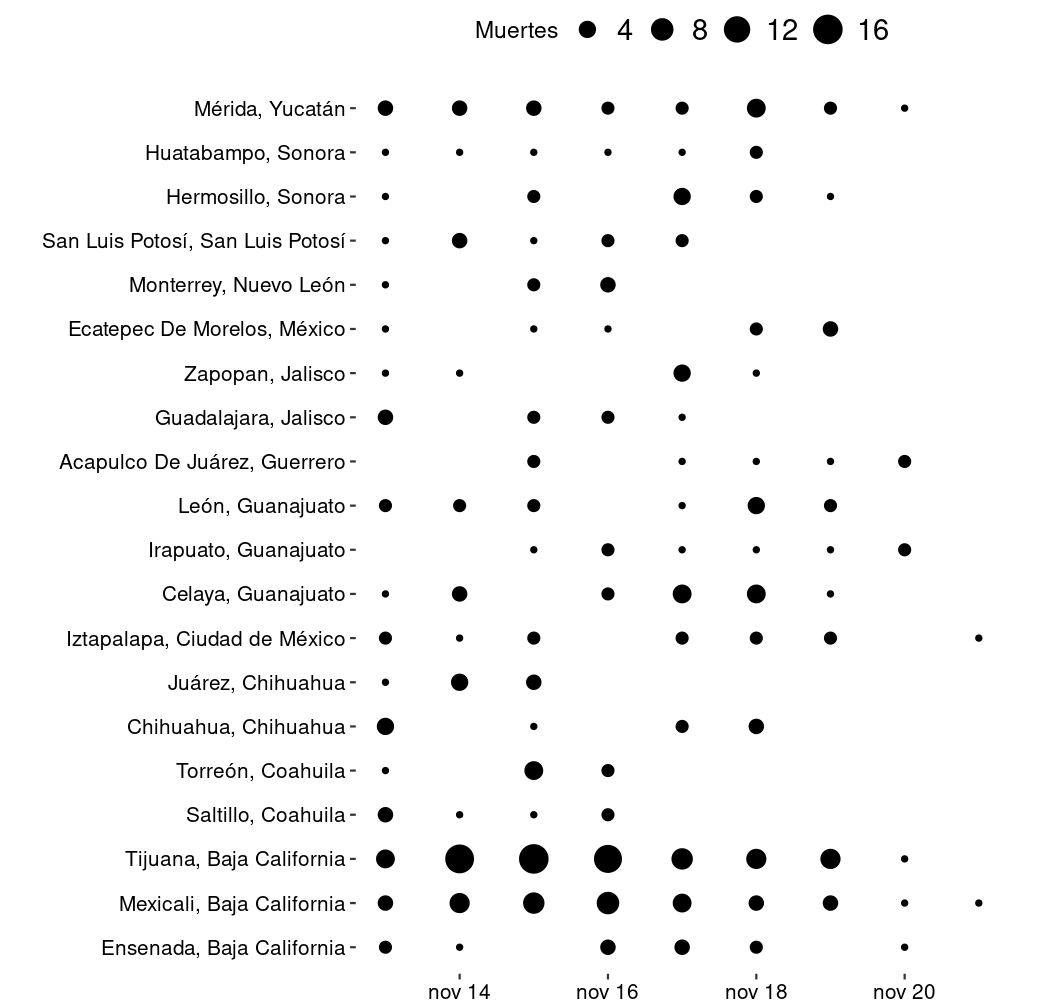 Muertes 4 8 12 16
Mérida, Yucatán
Huatabampo, Sonora
Hermosillo, Sonora
San Luis Potosí, San Luis Potosí
Monterrey, Nuevo León
Ecatepec De Morelos, México
Zapopan, Jalisco
Guadalajara, Jalisco
Acapulco De Juárez, Guerrero
León, Guanajuato
Irapuato, Guanajuato
Celaya, Guanajuato
Iztapalapa, Ciudad de México
Juárez, Chihuahua
Chihuahua, Chihuahua
Torreón, Coahuila
Saltillo, Coahuila
Tijuana, Baja California
Mexicali, Baja California
Ensenada, Baja California
nov 14 nov 16 nov 18 nov 20